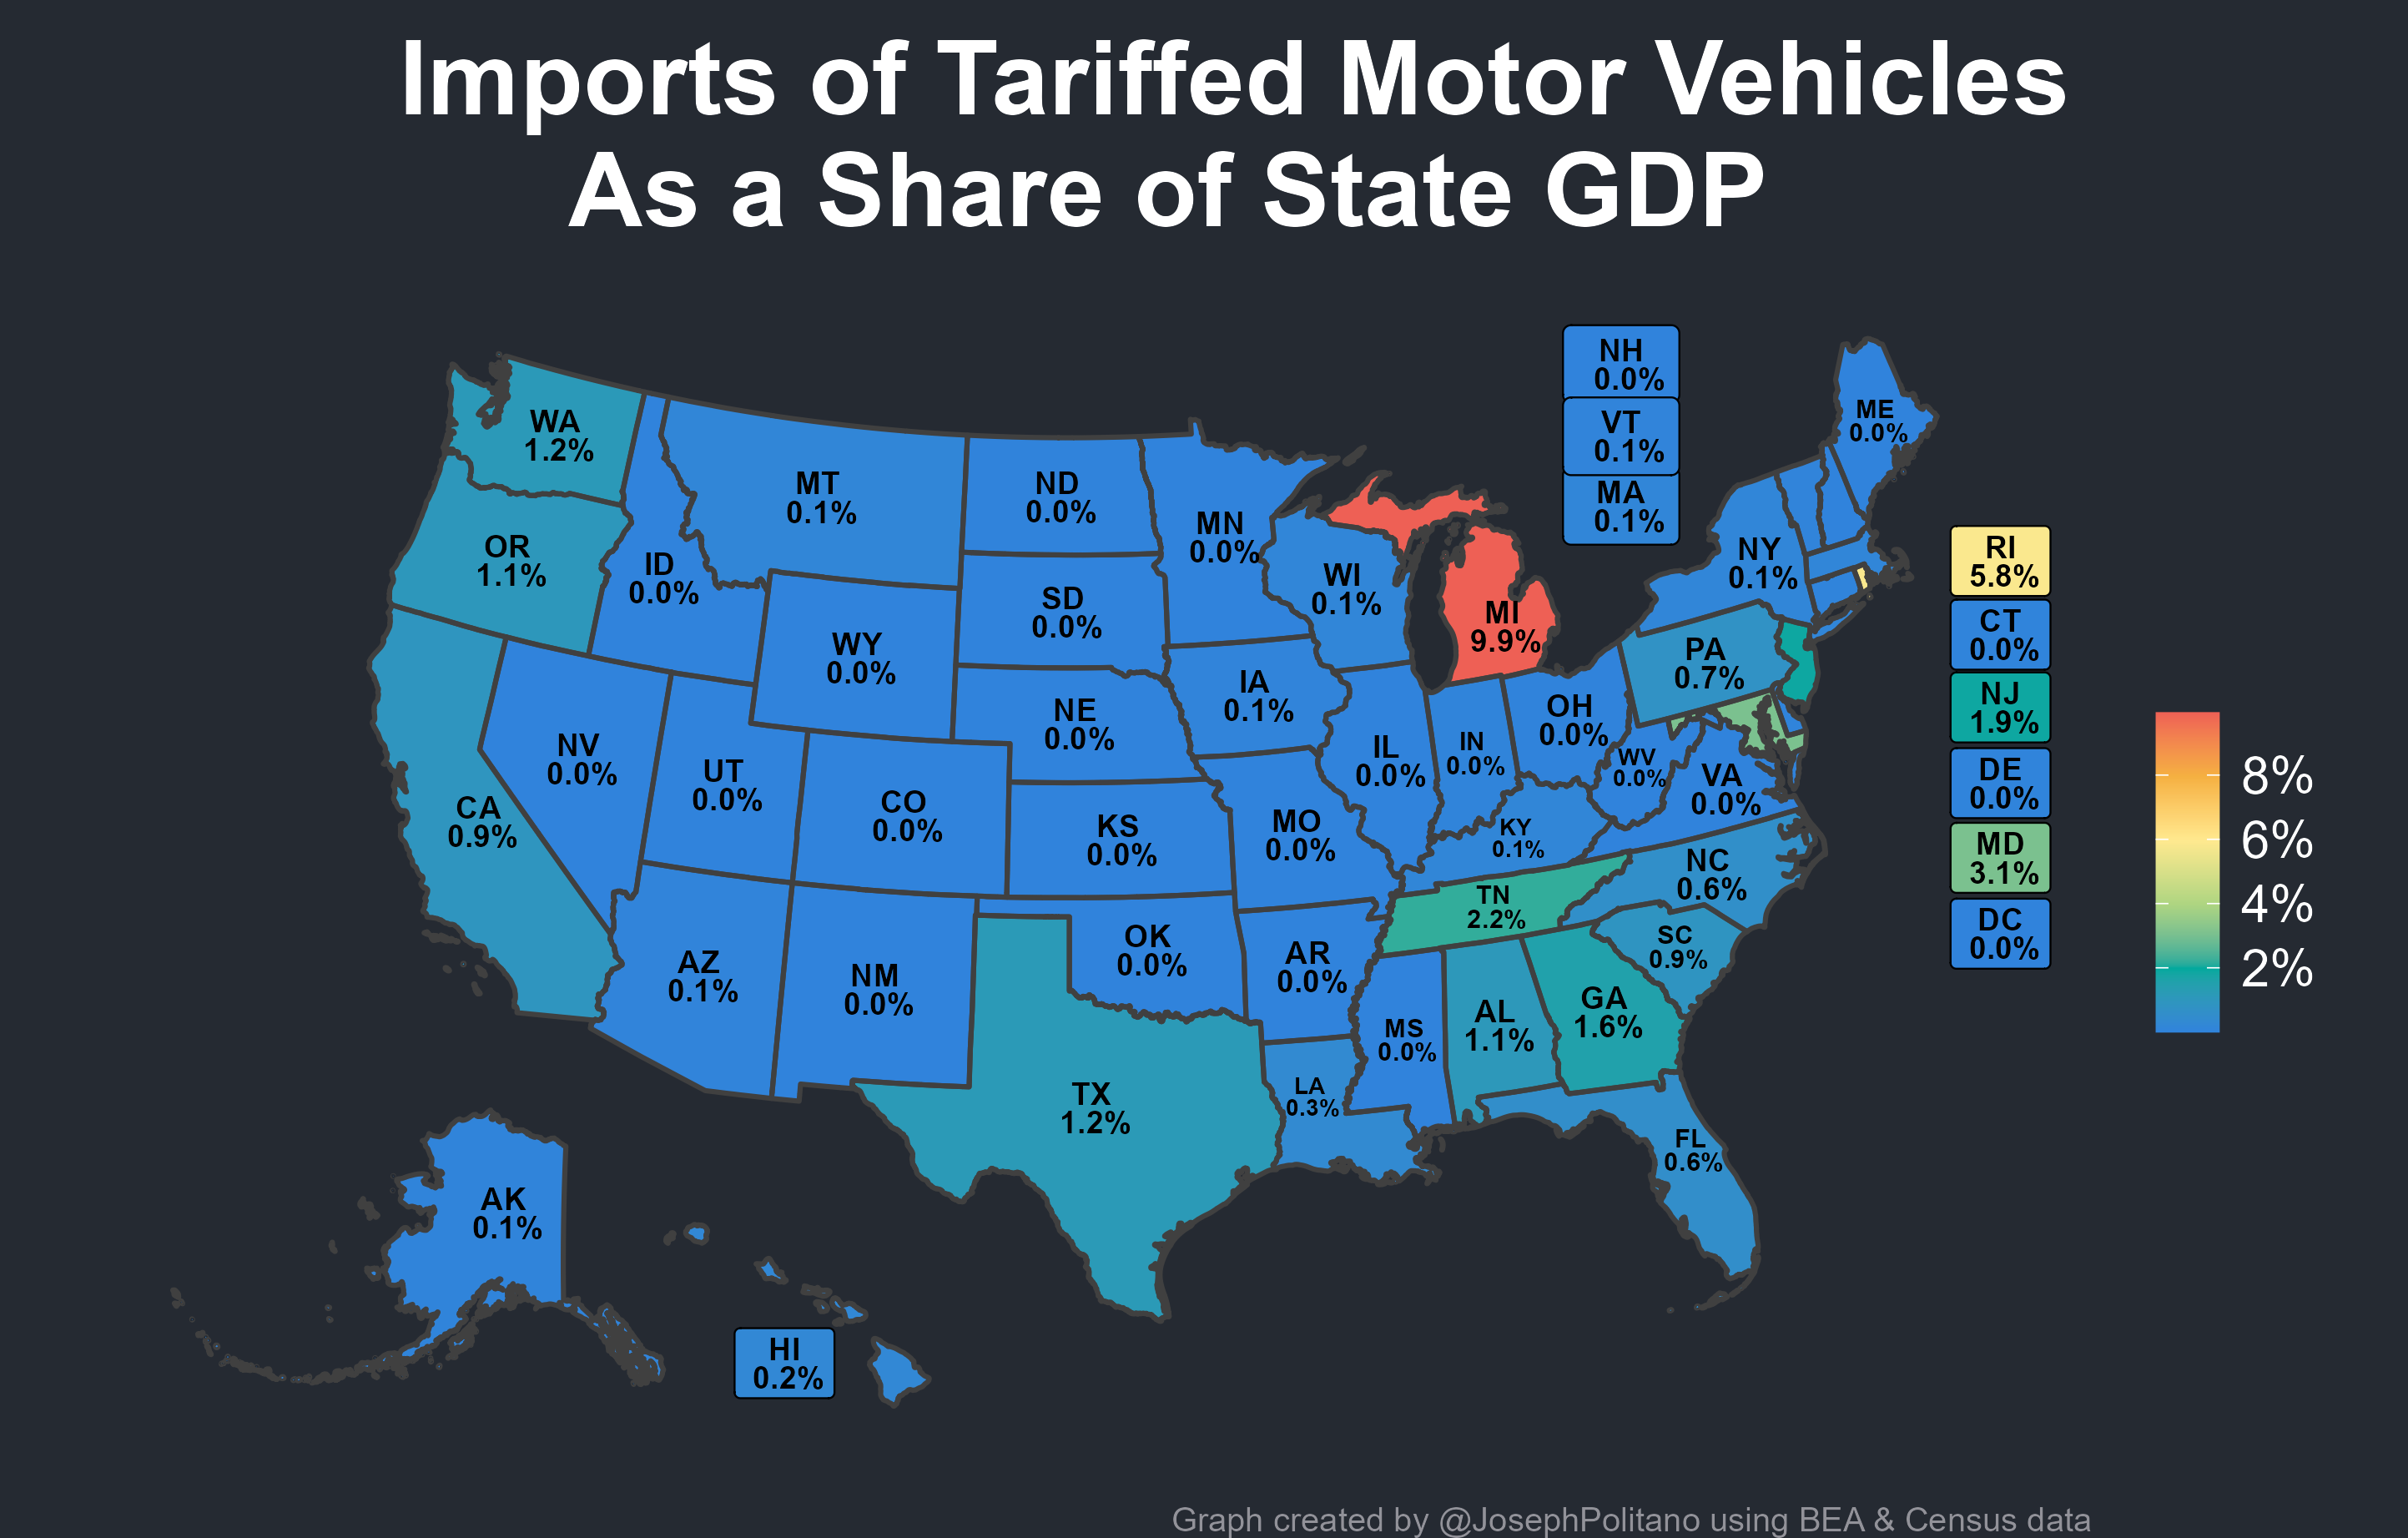 Imports of Tariffed Motor Vehicles
As a Share of State GDP
NH
0.0%
VT
0.1%
MA
0.1%
ME
0.0%
WA
1.2%
MT
0.1%
ND
0.0%
MN
0.0%
OR
1.1%
ID
0.0%
SD
0.0%
WI
0.1%
MI
9.9%
NY
0.1%
RI
5.8%
CT
0.0%
NJ
1.9%
DE
0.0%
MD
3.1%
DC
0.0%
WY
0.0%
NE
0.0%
IA
0.1%
PA
0.7%
NV
0.0%
UT
0.0%
CO
0.0%
KS
0.0%
MO
0.0%
IL
0.0%
IN
0.0%
OH
0.0%
WV
0.0%
VA
0.0%
KY
0.1%
CA
0.9%
AZ
0.1%
NM
0.0%
OK
0.0%
AR
0.0%
TN
2.2%
NC
0.6%
SC
0.9%
MS
0.0%
AL
1.1%
GA
1.6%
TX
1.2%
LA
0.3%
FL
0.6%
AK
0.1%
HI
0.2%
8%
6%
4%
2%
Graph created by @JosephPolitano using BEA & Census data